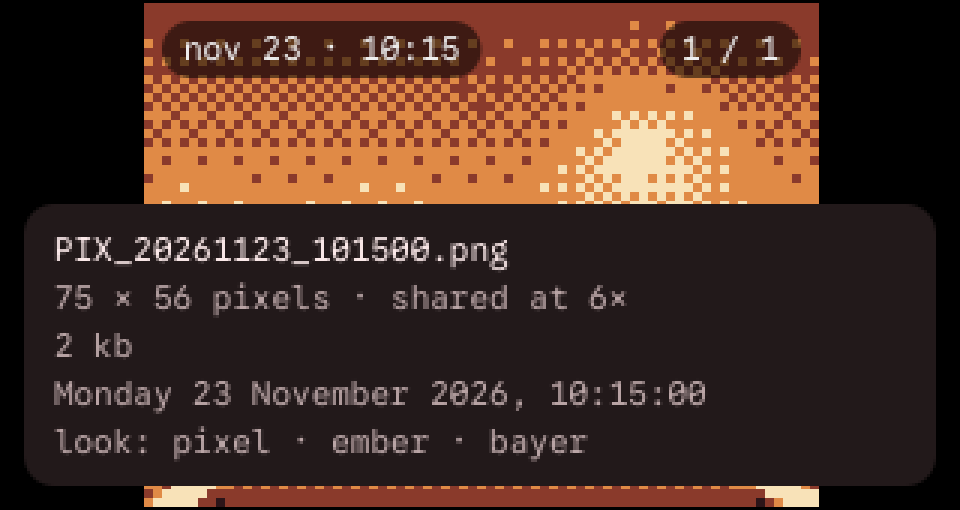 nov 23 · 10:15
1 / 1
PIX_20261123_101500.png
75 × 56 pixels · shared at 6×
2 kb
Monday 23 November 2026, 10:15:00
look: pixel · ember · bayer